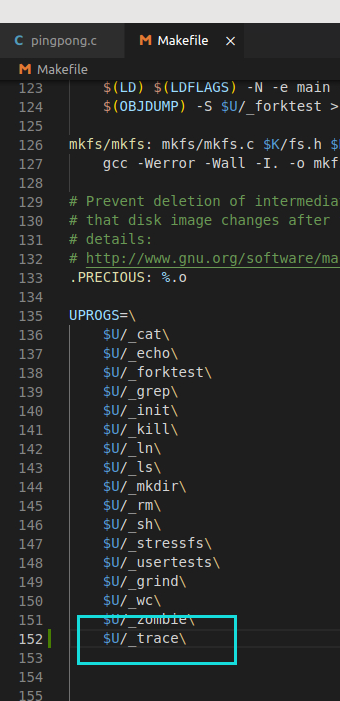 C pingpong.c M Makefile ×
M Makefile
123 $(LD) $(LDFLAGS) -N -e main
124 $(OBJDUMP) -S $U/_forktest >
125
126 mkfs/mkfs: mkfs/mkfs.c $K/fs.h
127 gcc -Werror -Wall -I. -o mkf
128
129 # Prevent deletion of intermedia
130 # that disk image changes after
131 # details:
132 # http://www.gnu.org/software/ma
133 .PRECIOUS: %.o
134
135 UPROGS=\
136 $U/_cat\
137 $U/_echo\
138 $U/_forktest\
139 $U/_grep\
140 $U/_init\
141 $U/_kill\
142 $U/_ln\
143 $U/_ls\
144 $U/_mkdir\
145 $U/_rm\
146 $U/_sh\
147 $U/_stressfs\
148 $U/_usertests\
149 $U/_grind\
150 $U/_wc\
151 $U/_zombie\
152 $U/_trace\
153
154
155